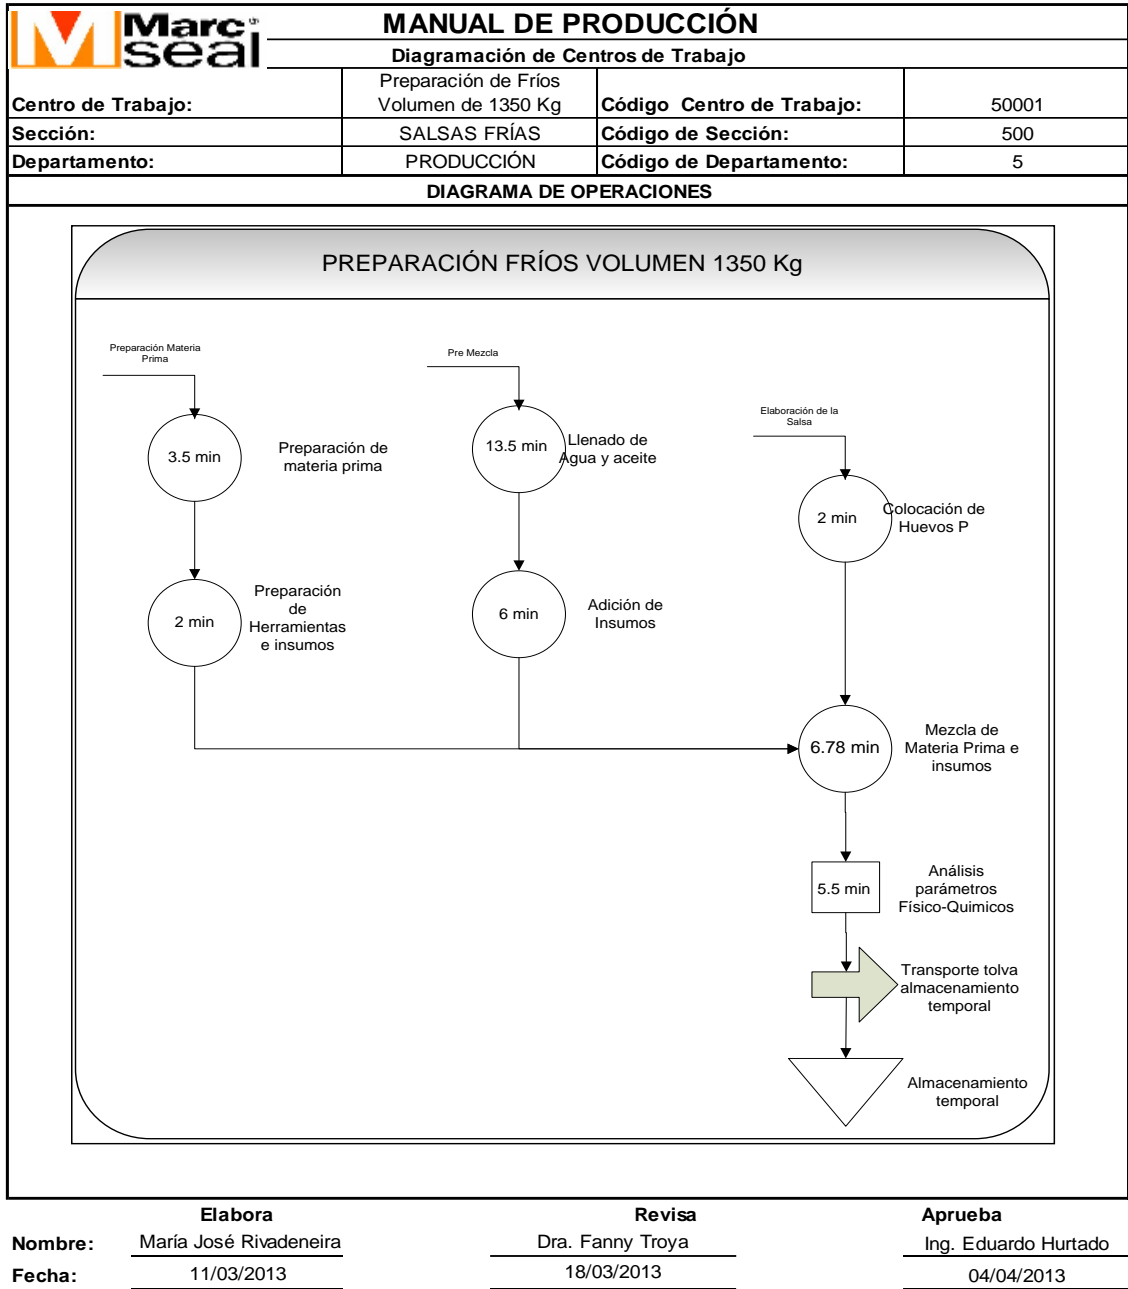 Marc®
seal
MANUAL DE PRODUCCIÓN
Diagramación de Centros de Trabajo
Centro de Trabajo:
Preparación de Fríos
Volumen de 1350 Kg
Código Centro de Trabajo:
50001
Sección:
SALSAS FRÍAS
Código de Sección:
500
Departamento:
PRODUCCIÓN
Código de Departamento:
5
DIAGRAMA DE OPERACIONES
PREPARACIÓN FRÍOS VOLUMEN 1350 Kg
Preparación Materia
Prima
3.5 min
Preparación de
materia prima
2 min
Preparación
de
Herramientas
e insumos
Pre Mezcla
13.5 min
Llenado de
Agua y aceite
6 min
Adición de
Insumos
Elaboración de la
Salsa
2 min
Colocación de
Huevos P
6.78 min
Mezcla de
Materia Prima e
insumos
5.5 min
Análisis
parámetros
Físico-Quimicos
Transporte tolva
almacenamiento
temporal
Almacenamiento
temporal
Elabora
Revisa
Aprueba
Nombre:
María José Rivadeneira
Dra. Fanny Troya
Ing. Eduardo Hurtado
Fecha:
11/03/2013
18/03/2013
04/04/2013